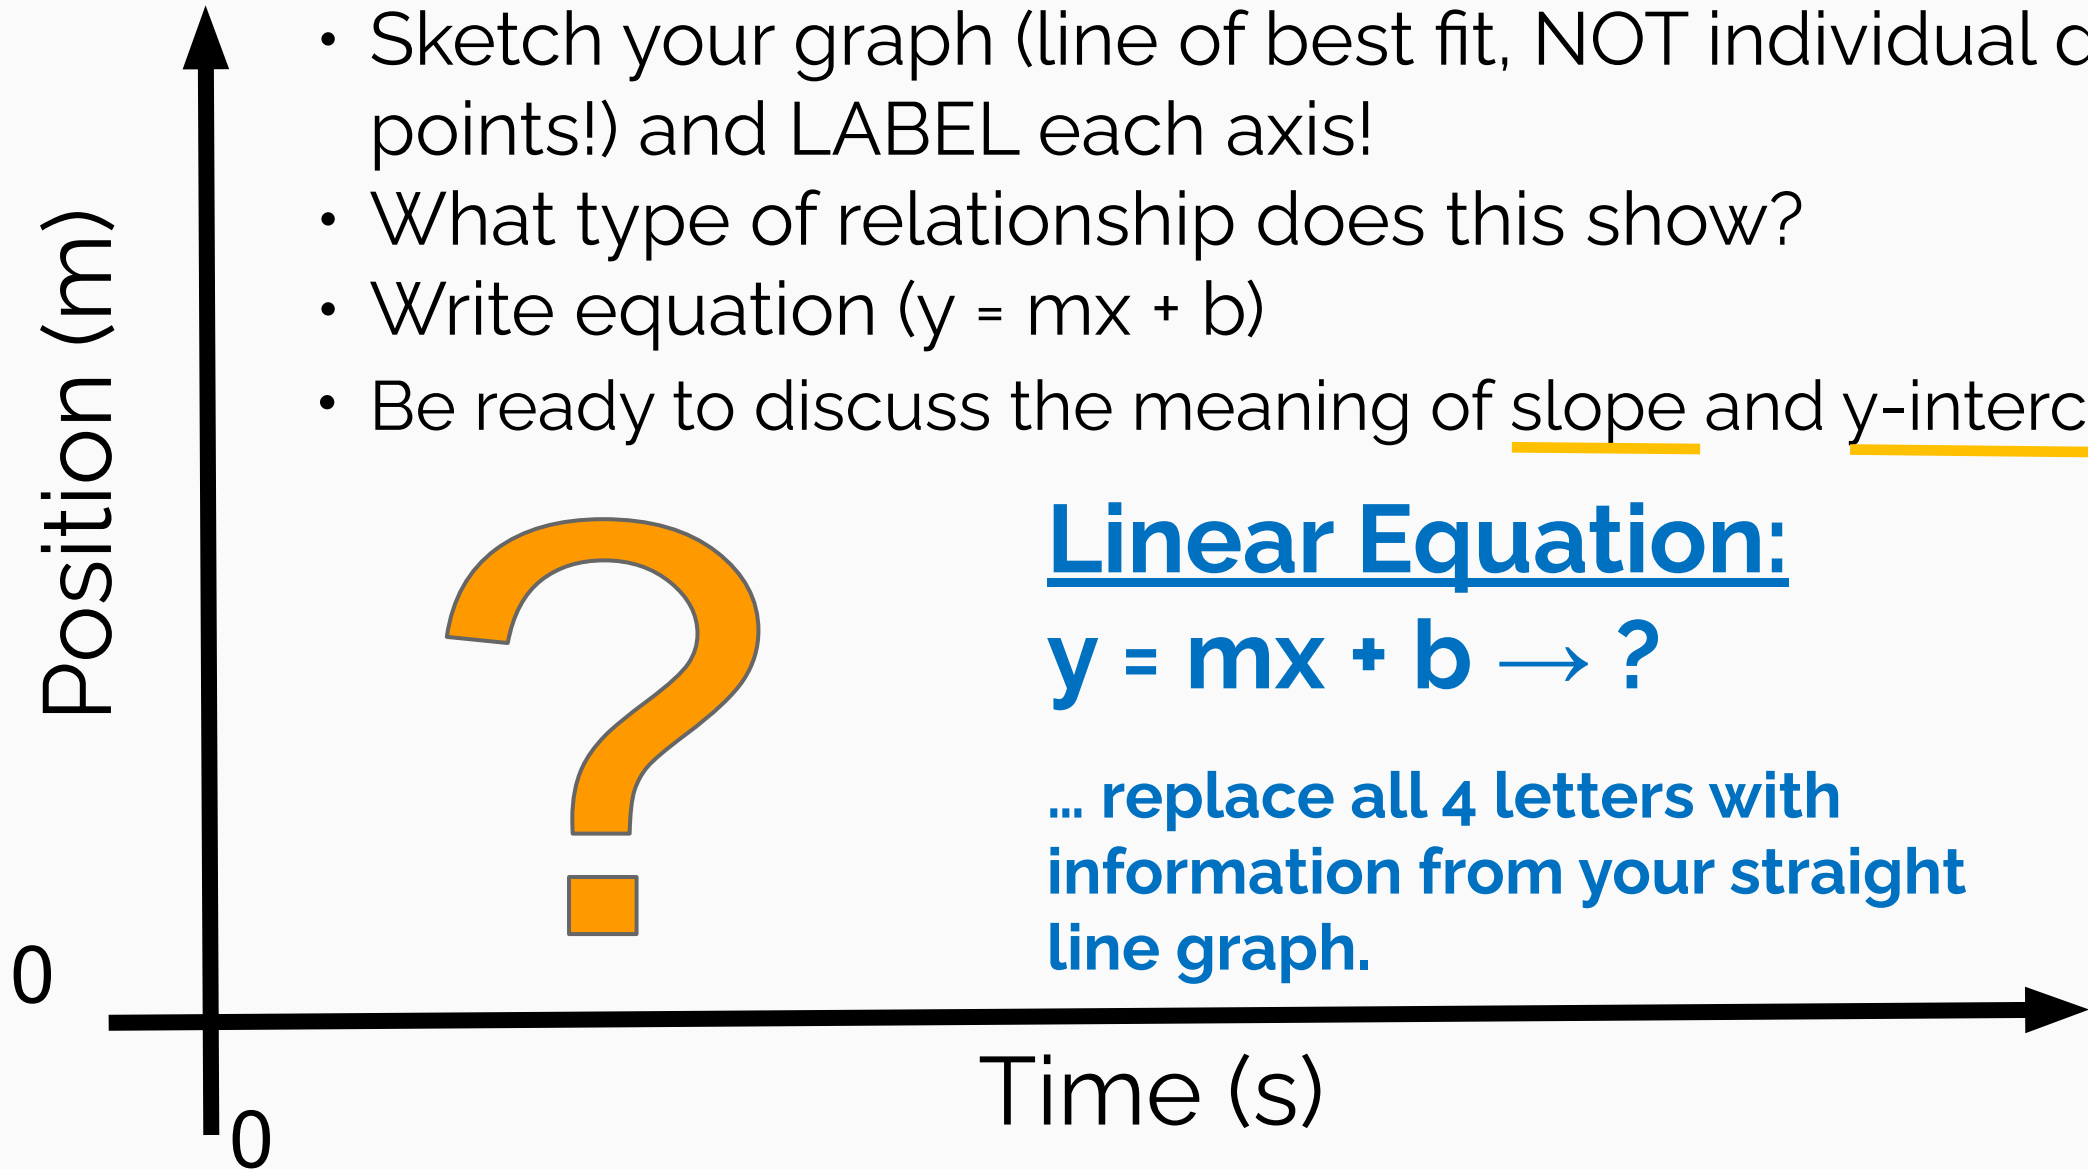 • Sketch your graph (line of best fit, NOT individual
points!) and LABEL each axis!
• What type of relationship does this show?
• Write equation (y = mx + b)
• Be ready to discuss the meaning of slope and
Position (m)
?
Linear Equation:
y = mx + b → ?
... replace all 4 letters with
information from your straight
line graph.
0
Time (s)
0